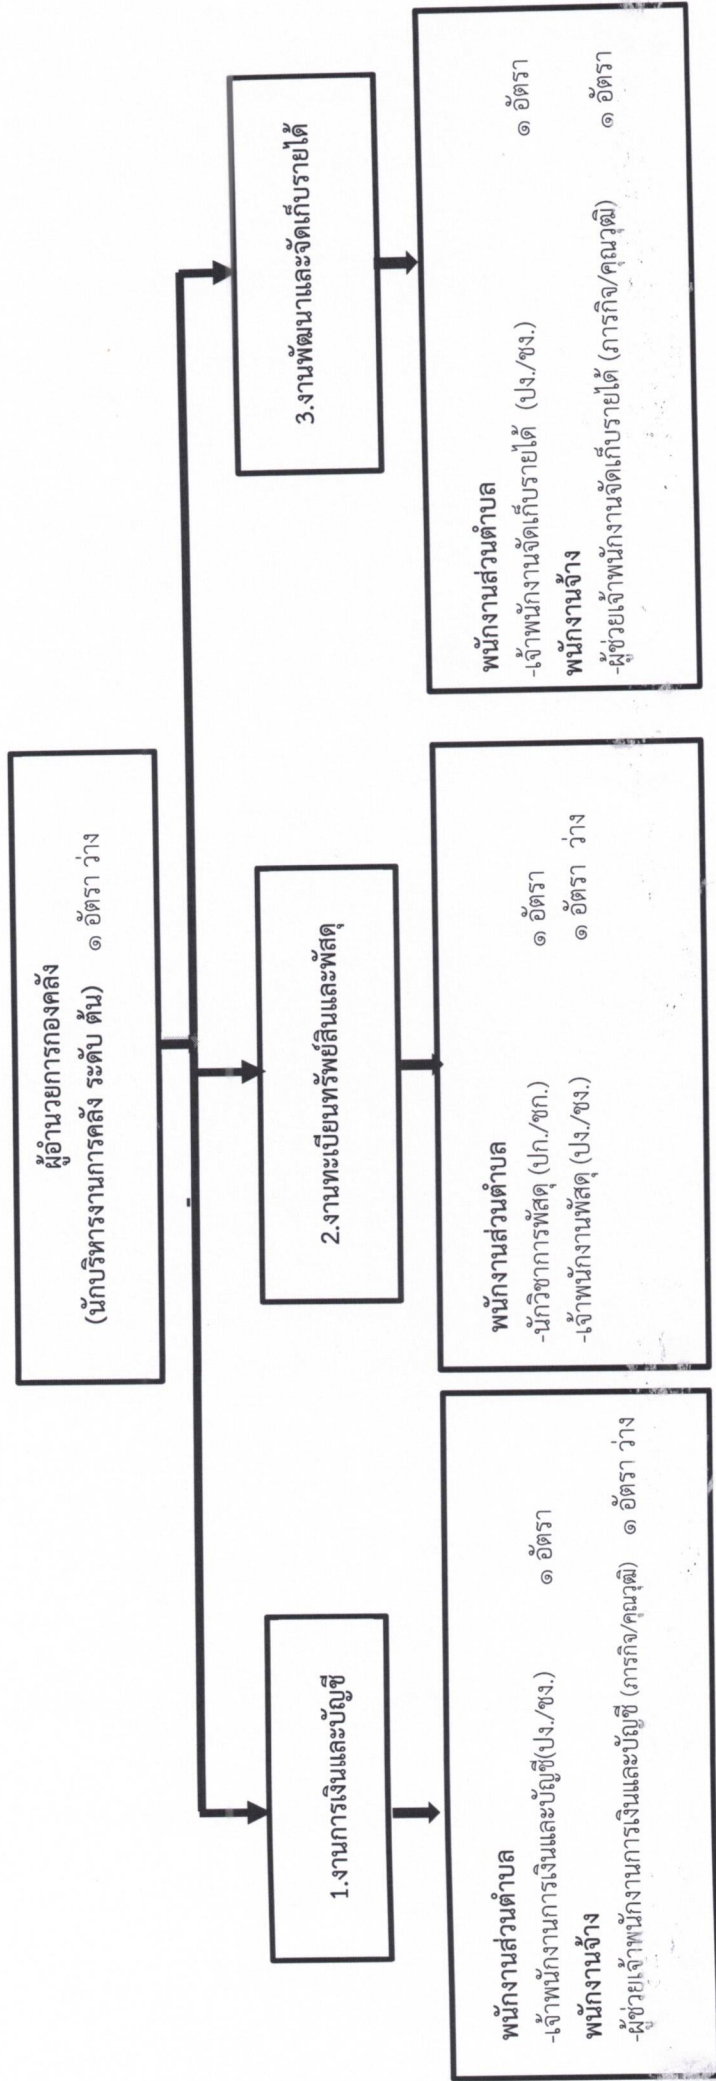 ผู้อำนวยการกองคลัง
(นักบริหารงานการคลัง ระดับ ต้น) ๑ อัตรา ว่าง
1.งานการเงินและบัญชี
พนักงานส่วนตำบล
-เจ้าพนักงานการเงินและบัญชี(ปง./ชง.) ๑ อัตรา
พนักงานจ้าง
-ผู้ช่วยเจ้าพนักงานการเงินและบัญชี (ภารกิจ/คุณวุฒิ) ๑ อัตรา ว่าง
2.งานทะเบียนทรัพย์สินและพัสดุ
พนักงานส่วนตำบล
-นักวิชาการพัสดุ (ปก./ชก.) ๑ อัตรา
-เจ้าพนักงานพัสดุ (ปง./ชง.) ๑ อัตรา ว่าง
3.งานพัฒนาและจัดเก็บรายได้
พนักงานส่วนตำบล
-เจ้าพนักงานจัดเก็บรายได้ (ปง./ชง.) ๑ อัตรา
พนักงานจ้าง
-ผู้ช่วยเจ้าพนักงานจัดเก็บรายได้ (ภารกิจ/คุณวุฒิ) ๑ อัตรา